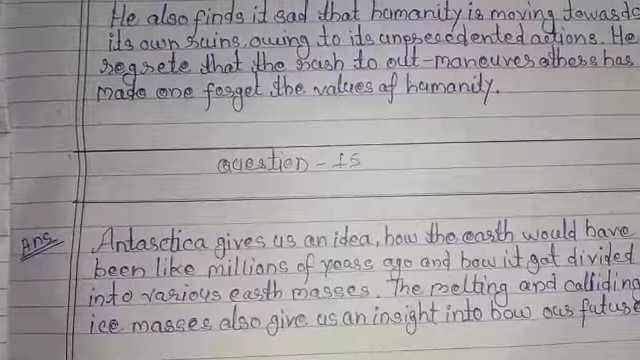 He also finds it sad that humanity is moving towards
its own ruins, owing to its unprecedented actions. He
regrete that the rush to out-maneuver others has
made one forget the values of humanity.
Question - 15
Ans
Antarctica gives us an idea, how the earth would have
been like millions of years ago and how it got divided
into various earth masses. The melting and calliding
ice masses also give us an insight into how our future